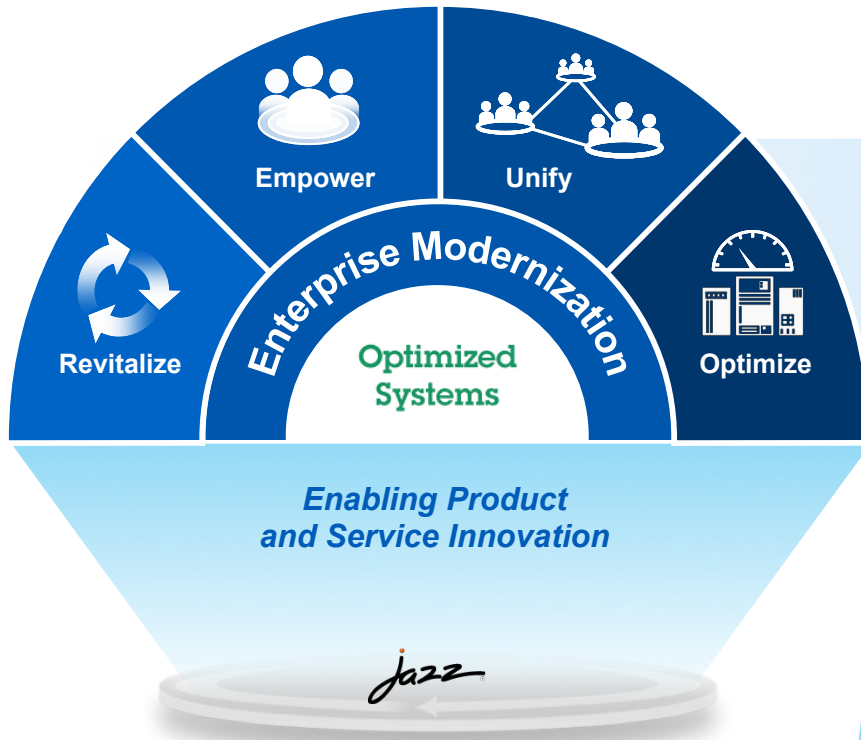 Empower
Unify
Revitalize
Optimize
Enterprise Modernization
Optimized
Systems
Enabling Product
and Service Innovation
jazz